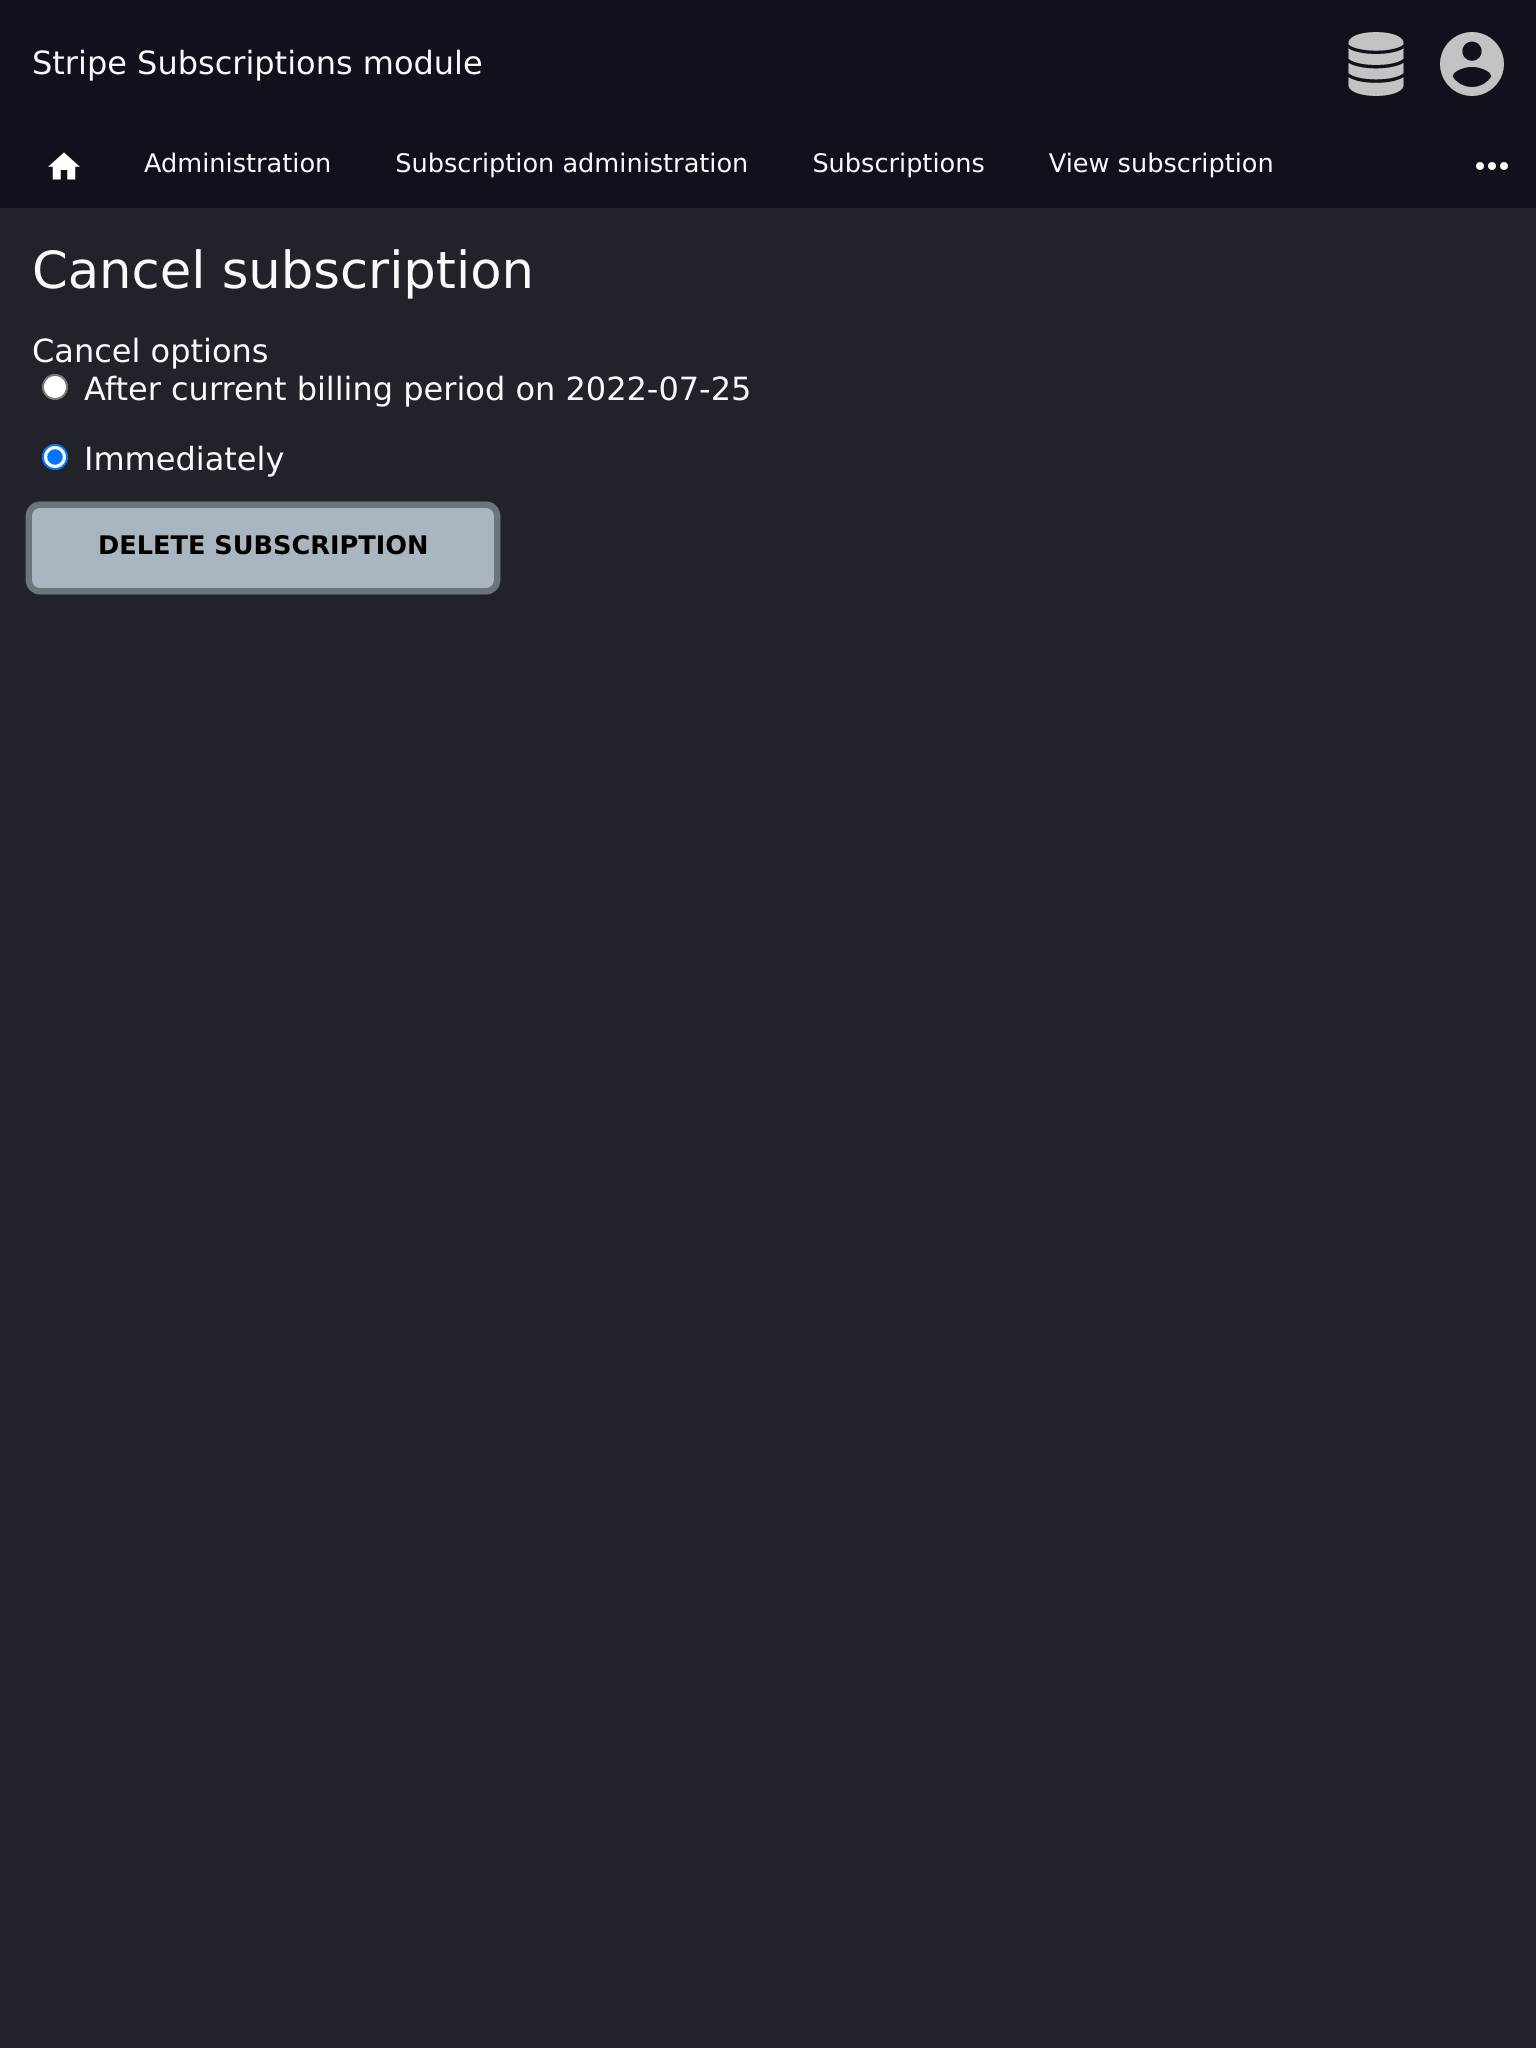 Stripe Subscriptions module
Administration Subscription administration Subscriptions View subscription
Cancel subscription
Cancel options
After current billing period on 2022-07-25
Immediately
DELETE SUBSCRIPTION